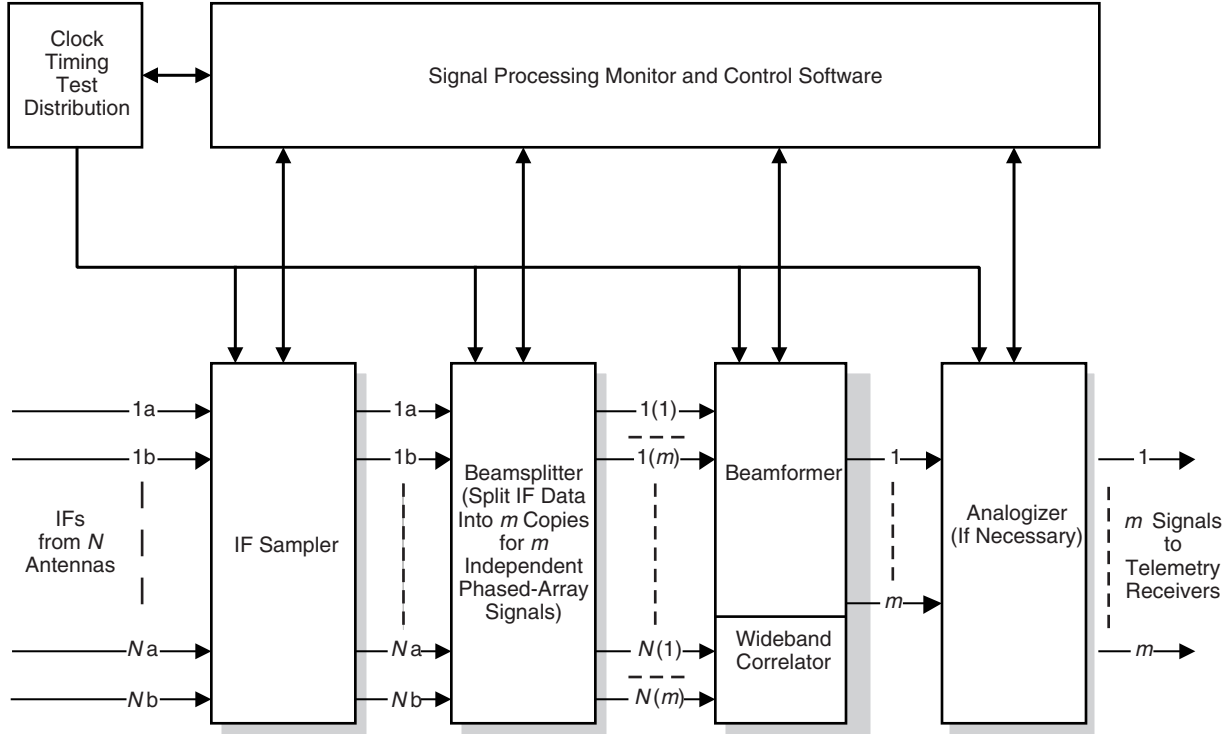 Clock
Timing
Test
Distribution
Signal Processing Monitor and Control Software
1a
1b
IFs
from N
Antennas
Na
Nb
IF Sampler
1a
1b
Na
Nb
Beamsplitter
(Split IF Data
Into m Copies
for m
Independent
Phased-Array
Signals)
1(1)
1(m)
N(1)
N(m)
Beamformer
Wideband
Correlator
1
m
Analogizer
(If Necessary)
1
m Signals
to
Telemetry
Receivers
m